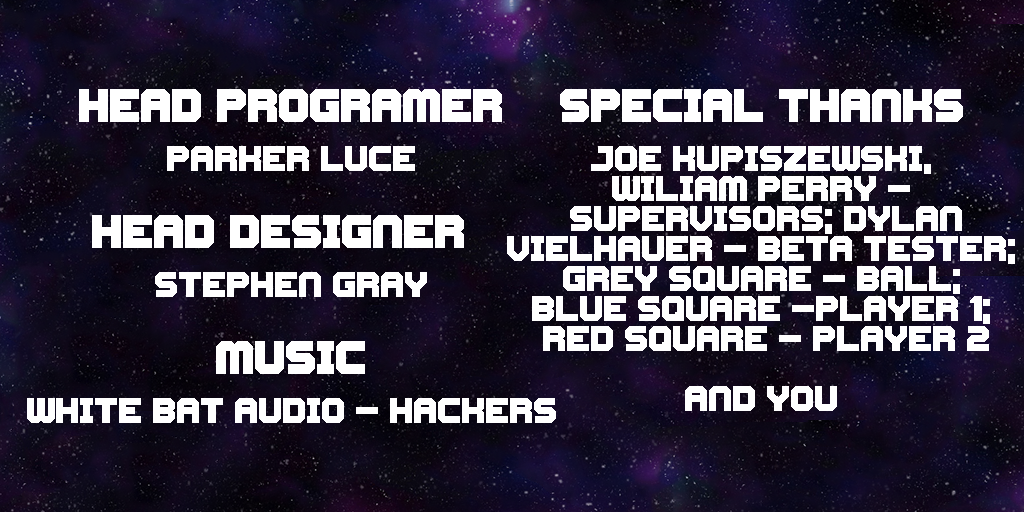 HEAD PROGRAMER
PARKER LUCE
HEAD DESIGNER
STEPHEN GRAY
MUSIC
WHITE BAT AUDIO – HACKERS
SPECIAL THANKS
JOE KUPISZEWSKI,
WILIAM PERRY –
SUPERVISORS; DYLAN
VIELHAUER – BETA TESTER;
GREY SQUARE – BALL;
BLUE SQUARE –PLAYER 1;
RED SQUARE – PLAYER 2
AND YOU